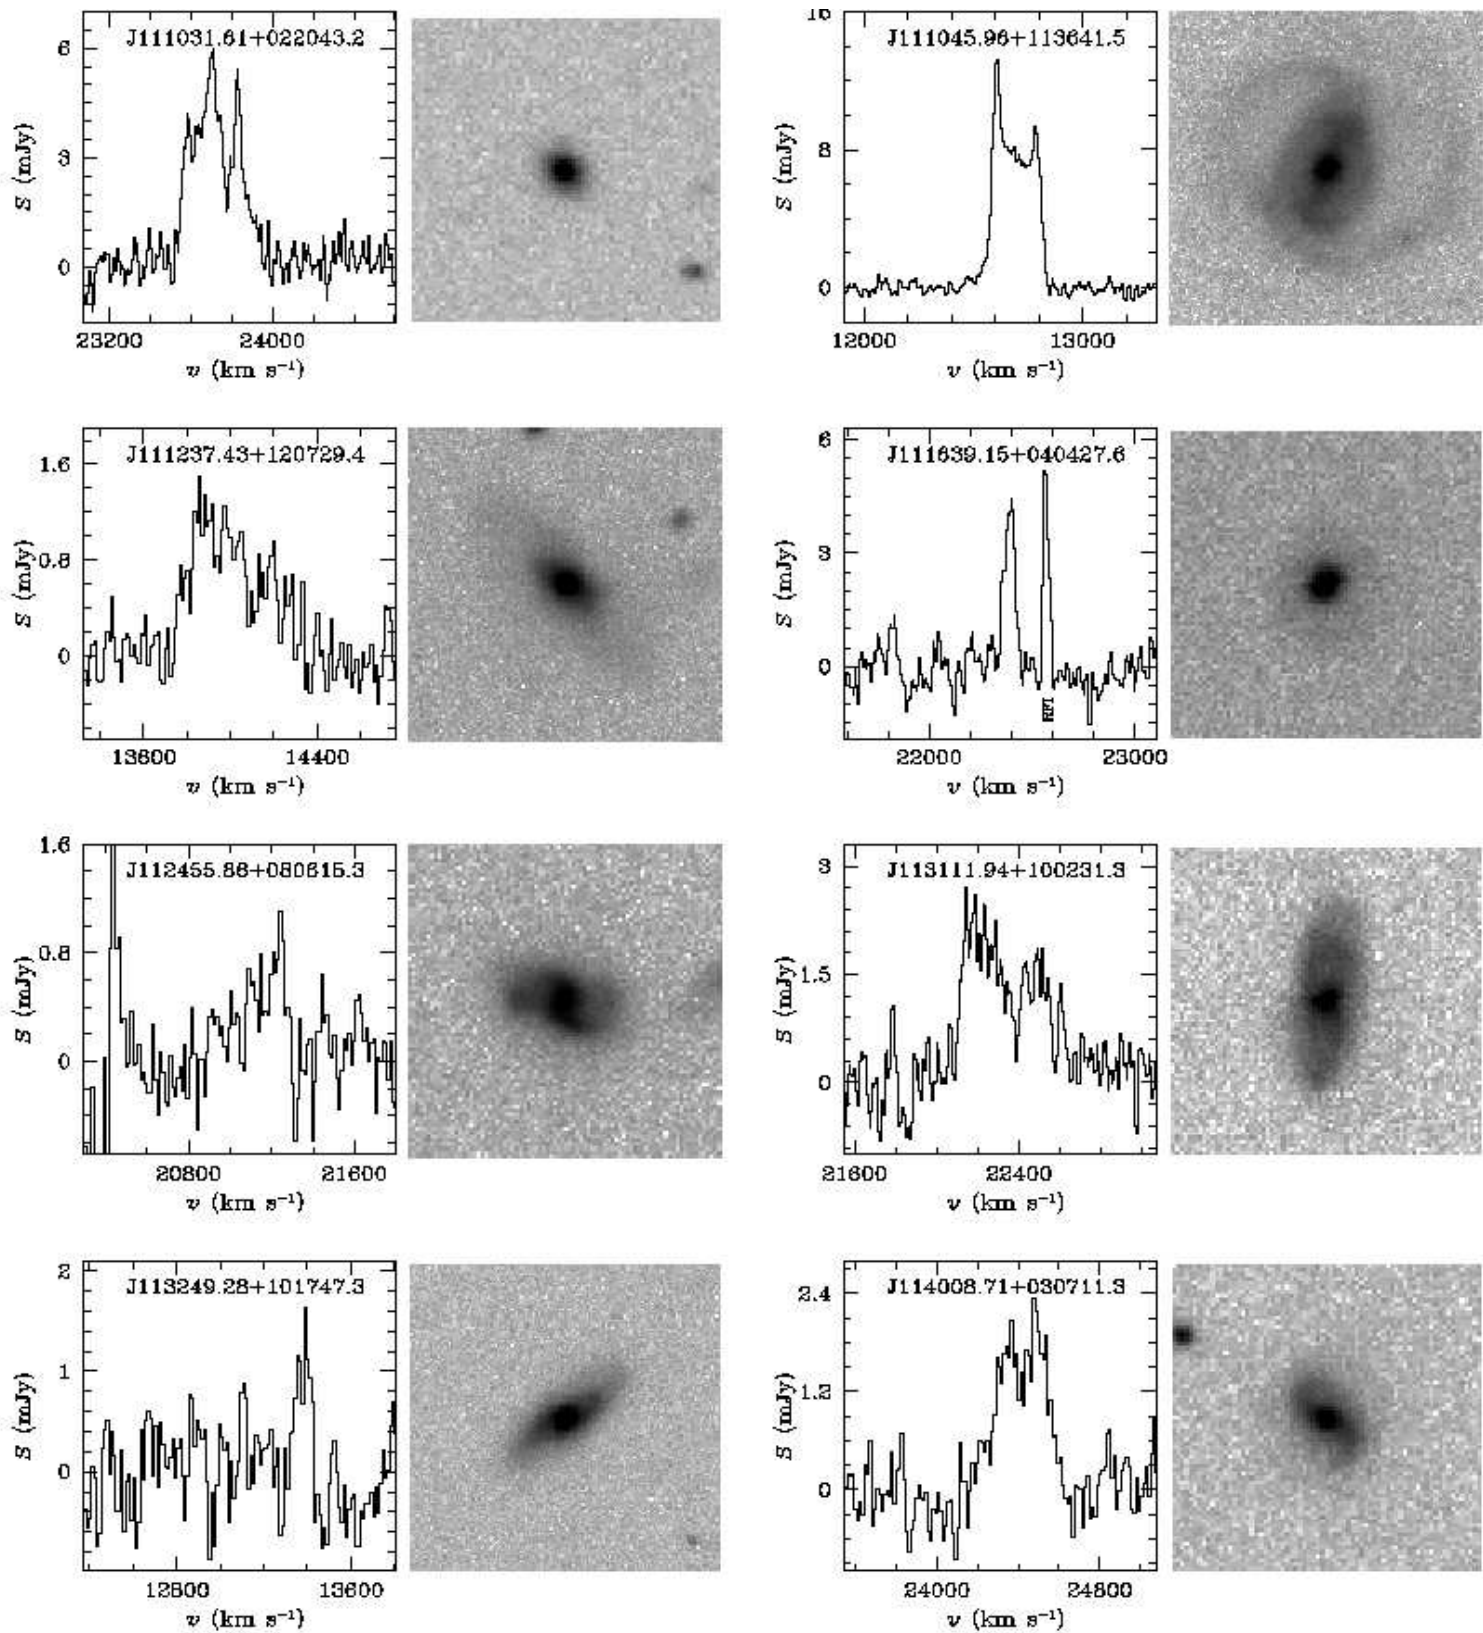 J111031.61+022043.2
6
3
0
S (mJy)
23200 24000
v (km s⁻¹)
J111045.96+113641.5
16
8
0
S (mJy)
12000 13000
v (km s⁻¹)
J111237.43+120729.4
1.6
0.8
0
S (mJy)
13600 14400
v (km s⁻¹)
J111639.15+040427.6
6
3
0
S (mJy)
RFI
22000 23000
v (km s⁻¹)
J112455.86+080615.3
1.6
0.8
0
S (mJy)
20800 21600
v (km s⁻¹)
J113111.94+100231.3
3
1.5
0
S (mJy)
21600 22400
v (km s⁻¹)
J113249.28+101747.3
2
1
0
S (mJy)
12800 13600
v (km s⁻¹)
J114008.71+030711.3
2.4
1.2
0
S (mJy)
24000 24800
v (km s⁻¹)